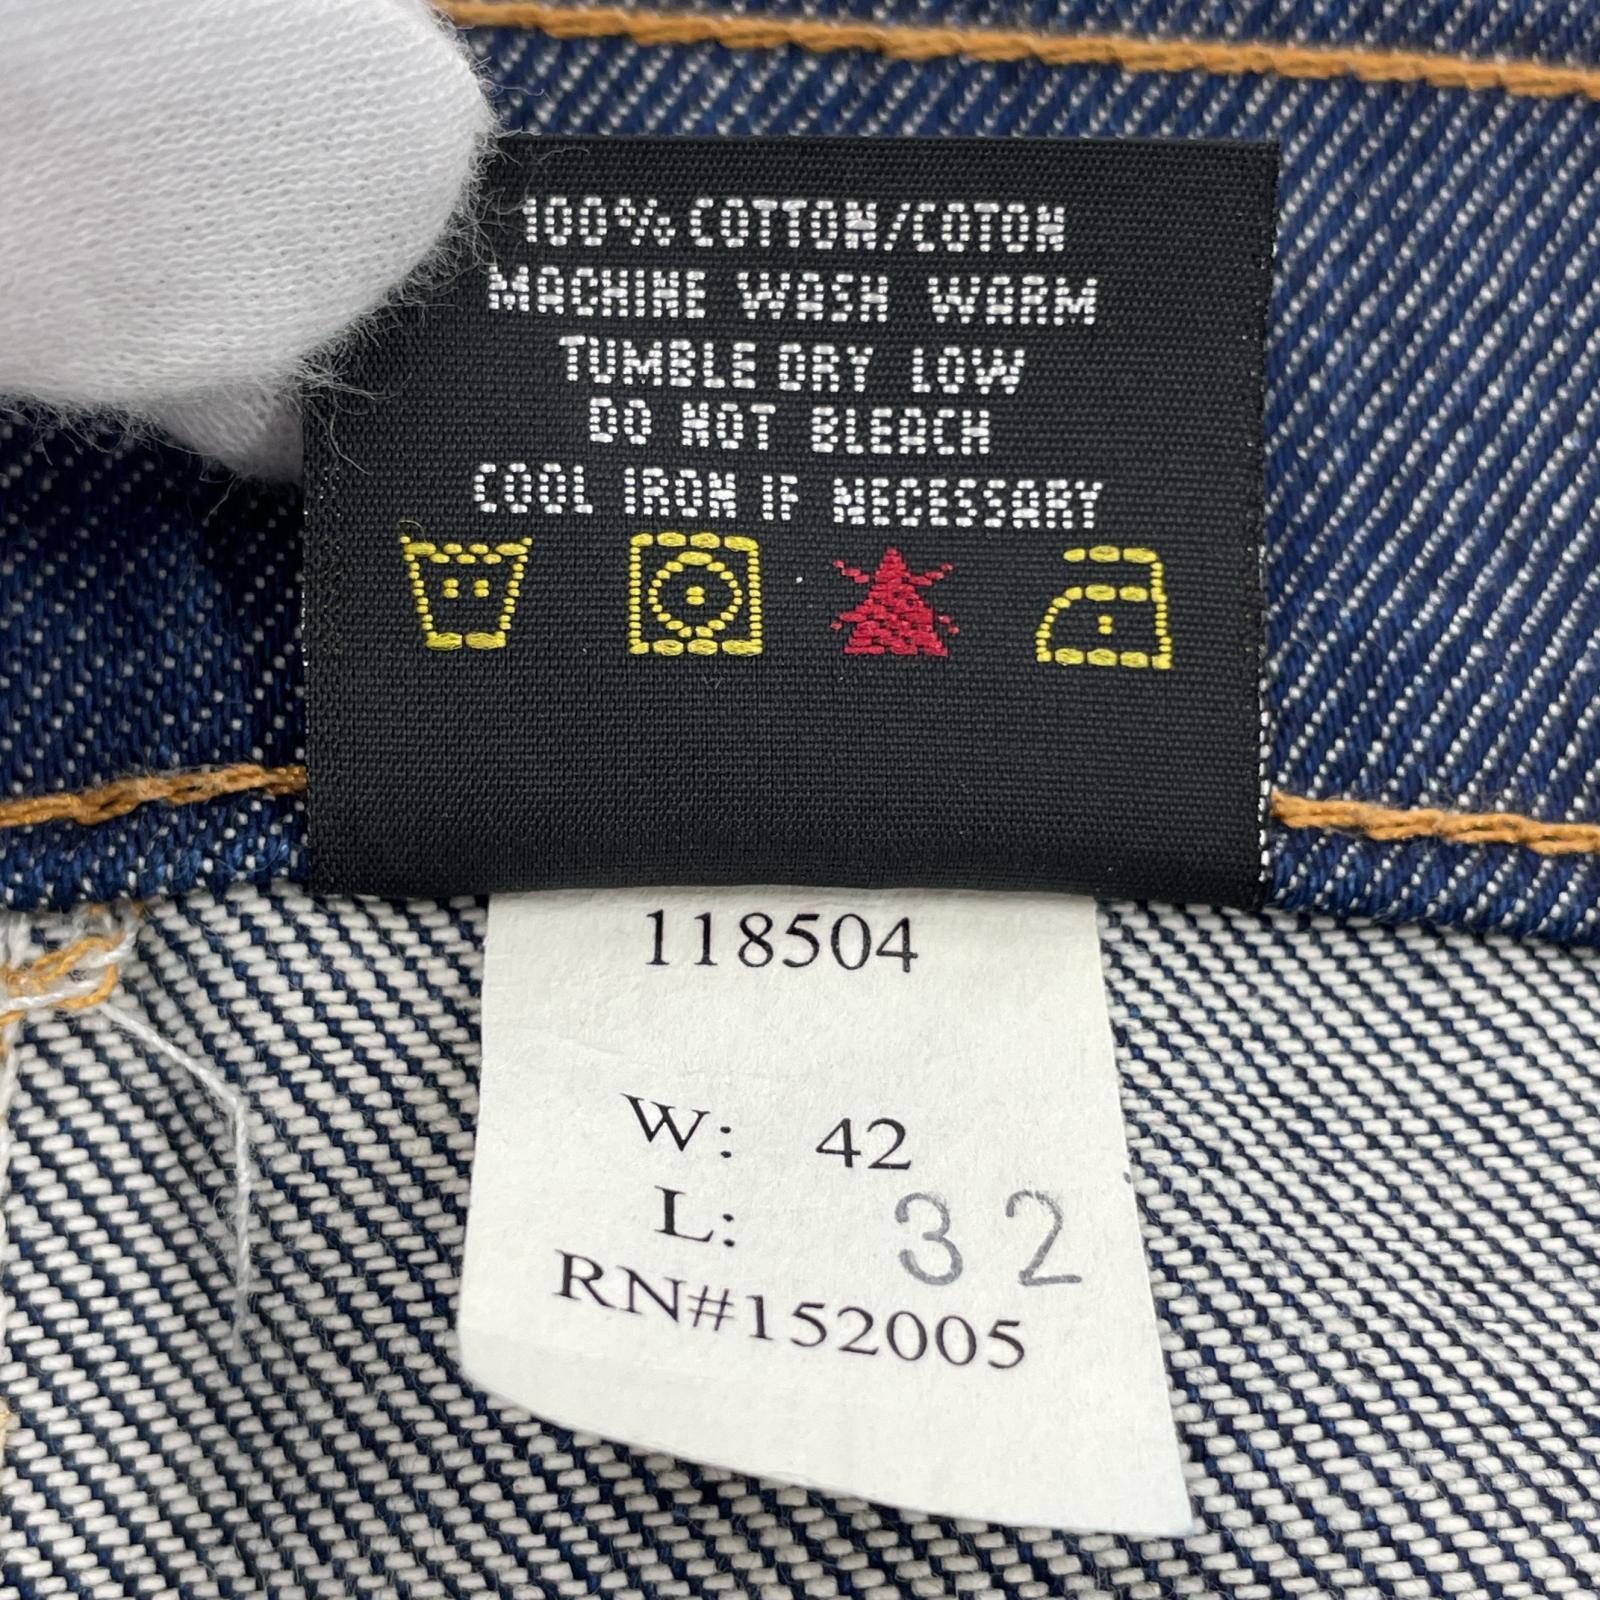 100% COTTON/COTON
MACHINE WASH WARM
TUMBLE DRY LOW
DO NOT BLEACH
COOL IRON IF NECESSARY
118504
W: 42
L: 32
RN#152005